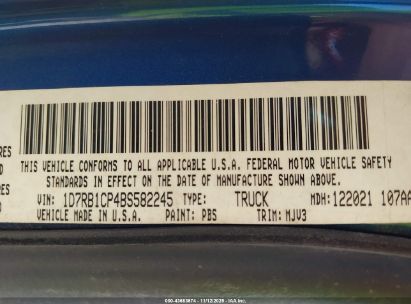 RES
THIS VEHICLE CONFORMS TO ALL APPLICABLE U.S.A. FEDERAL MOTOR VEHICLE SAFETY
STANDARDS IN EFFECT ON THE DATE OF MANUFACTURE SHOWN ABOVE.
VIN: 1D7RB1CP4BS582245 TYPE: TRUCK MDH: 122021 107AA
VEHICLE MADE IN U.S.A. PAINT: PBS TRIM: MJV3